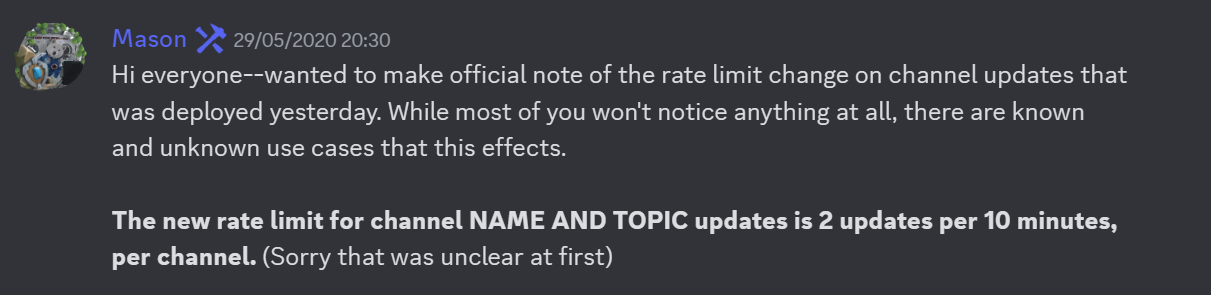 Mason 29/05/2020 20:30
Hi everyone--wanted to make official note of the rate limit change on channel updates that
was deployed yesterday. While most of you won't notice anything at all, there are known
and unknown use cases that this effects.
The new rate limit for channel NAME AND TOPIC updates is 2 updates per 10 minutes,
per channel. (Sorry that was unclear at first)